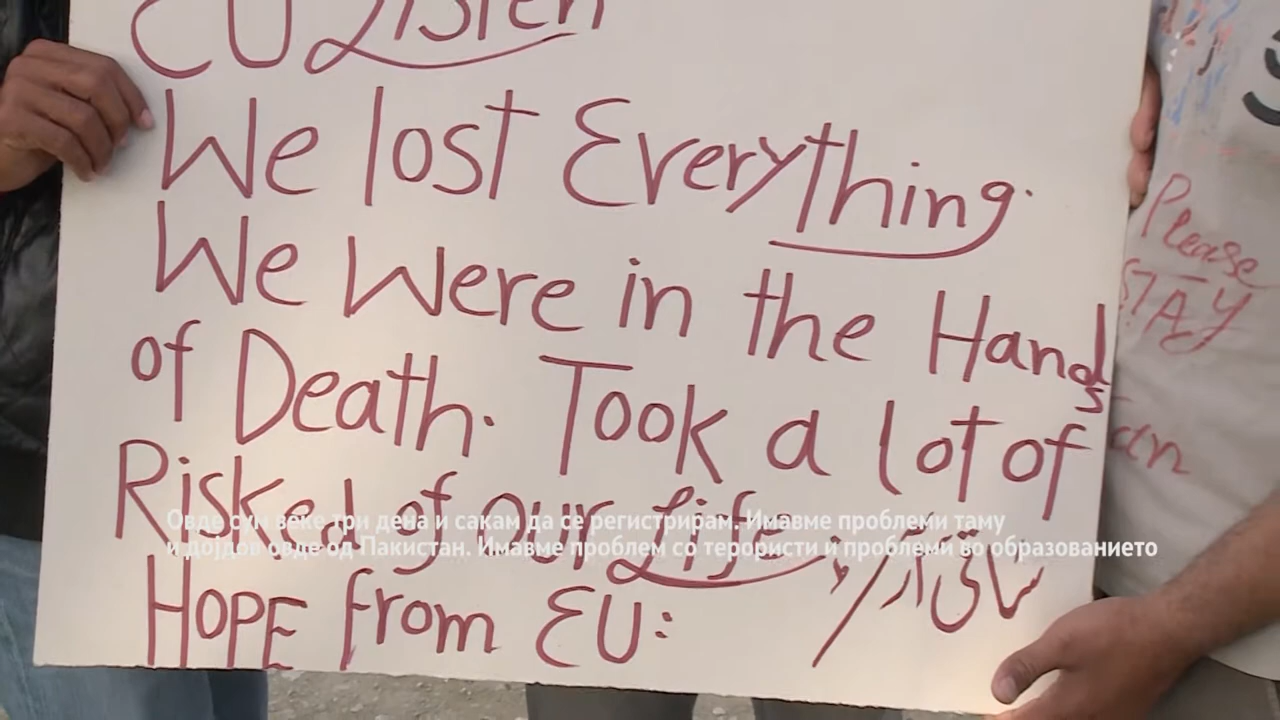 EU Listen
We lost Everything.
We Were in the Hands
of Death. Took a lot of
Risked of our Life
HOPE from EU:
Please
STAY
an
Овде сум веќе три дена и сакам да се регистрирам. Имавме проблеми таму
и дојдов овде од Пакистан. Имавме проблем со терористи и проблеми во образованието